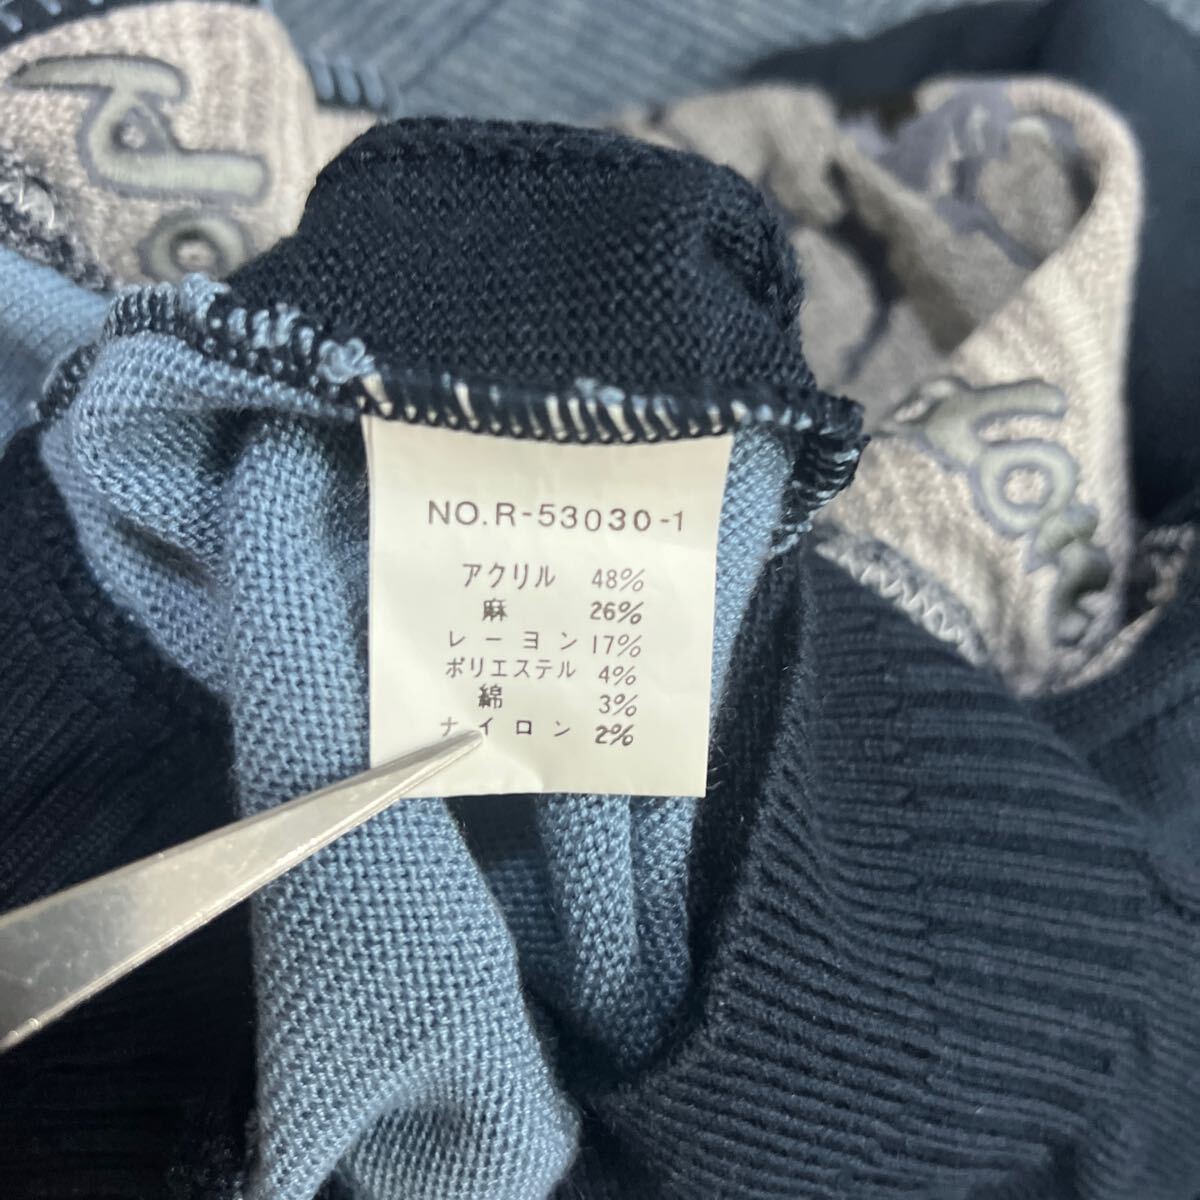 NO.R-53030-1
アクリル 48%
麻 26%
レーヨン 17%
ポリエステル 4%
綿 3%
ナイロン 2%